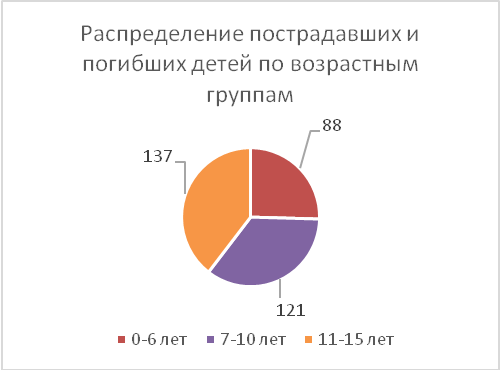 Распределение пострадавших и
погибших детей по возрастным
группам
88
137
121
0-6 лет 7-10 лет 11-15 лет